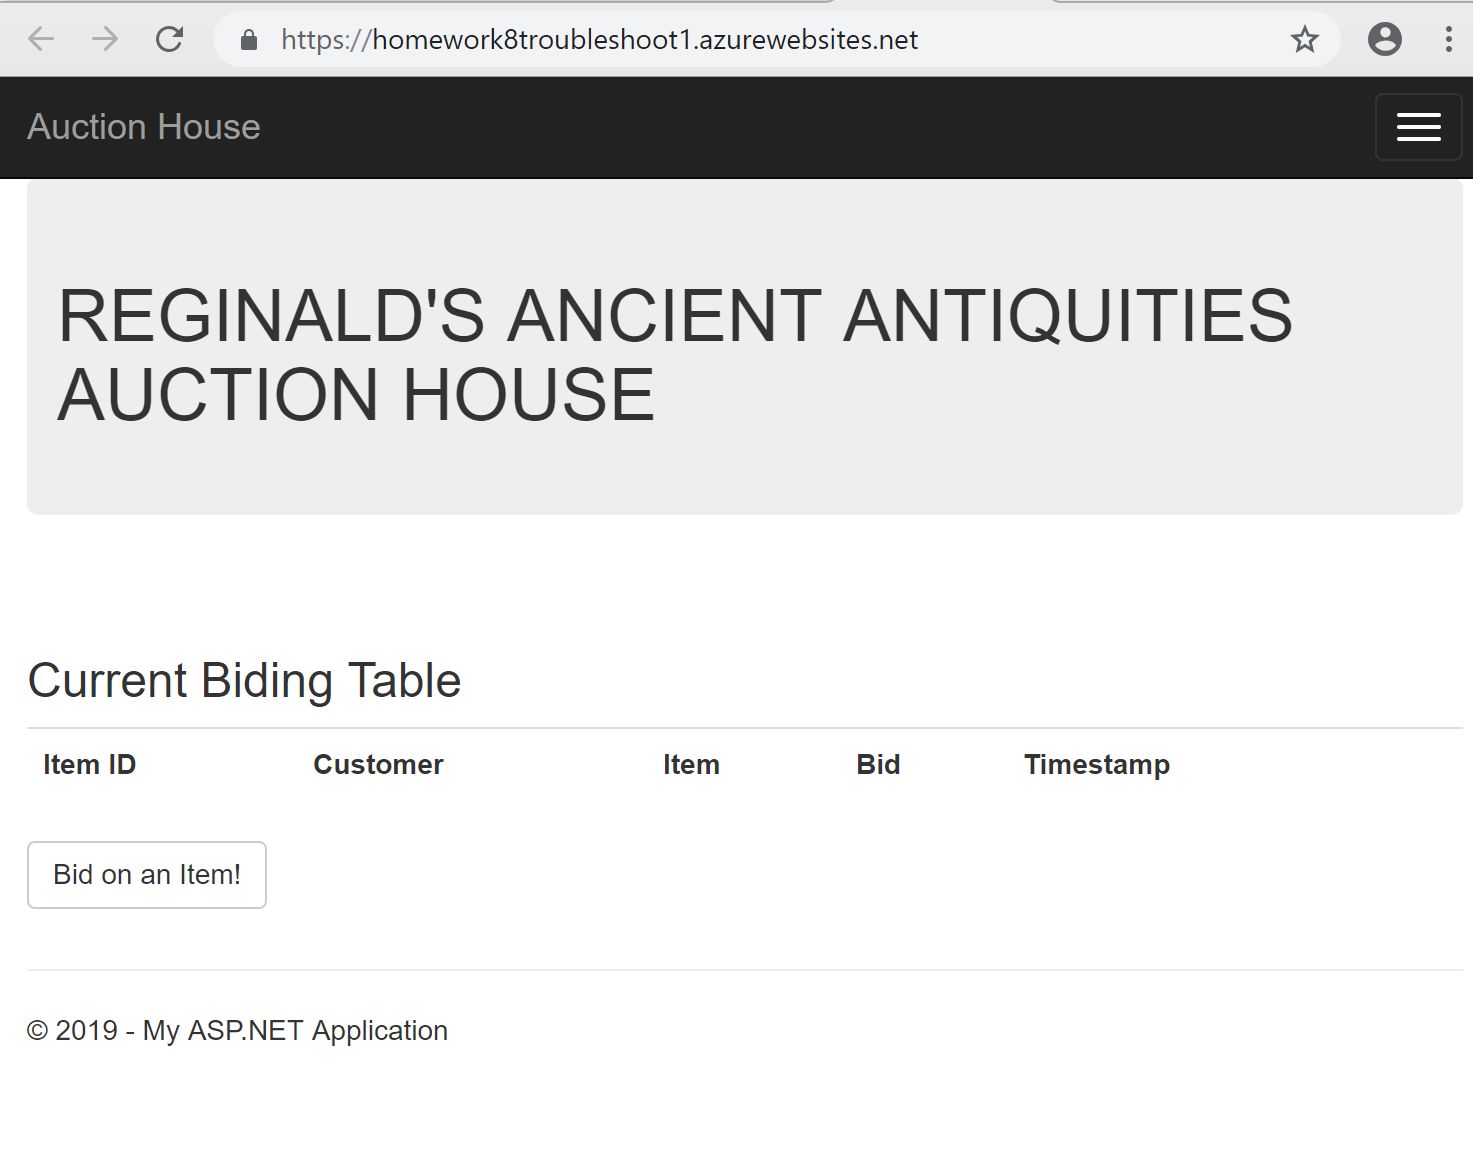 https://homework8troubleshoot1.azurewebsites.net
Auction House
REGINALD'S ANCIENT ANTIQUITIES
AUCTION HOUSE
Current Biding Table
Item ID Customer Item Bid Timestamp
Bid on an Item!
© 2019 - My ASP.NET Application